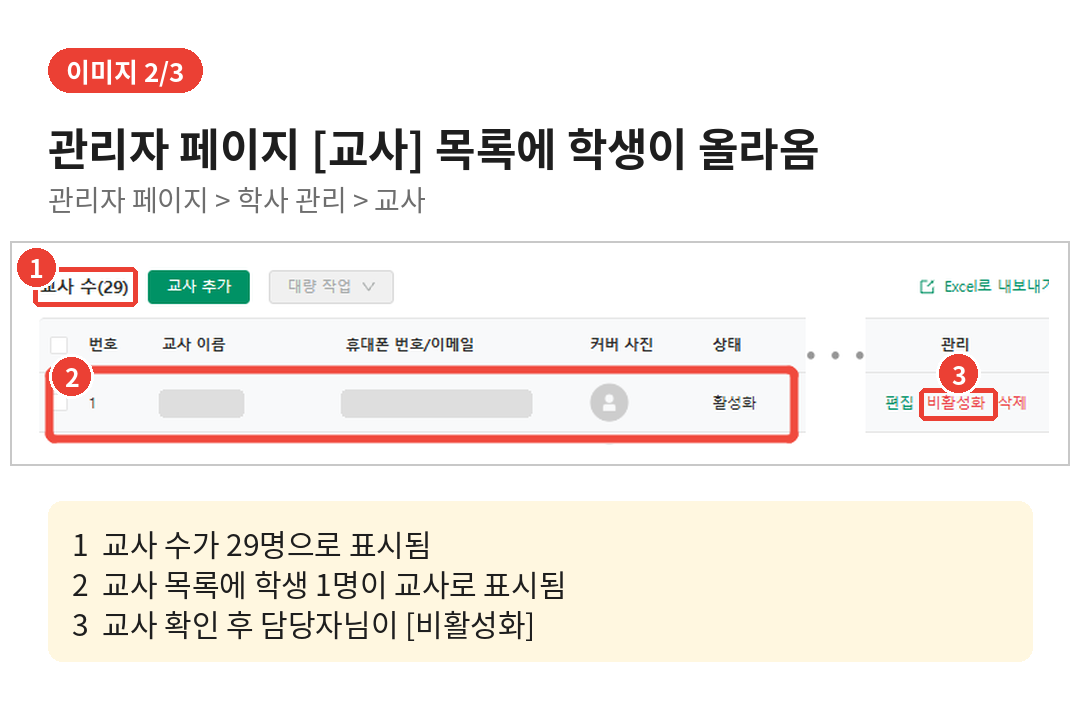 이미지 2/3
관리자 페이지 [교사] 목록에 학생이 올라옴
관리자 페이지 > 학사 관리 > 교사
1
교사 수(29) 교사 추가 대량 작업 Excel로 내보내기
번호 교사 이름 휴대폰 번호/이메일 커버 사진 상태 관리
2 3
1 활성화 편집 비활성화 삭제
1 교사 수가 29명으로 표시됨
2 교사 목록에 학생 1명이 교사로 표시됨
3 교사 확인 후 담당자님이 [비활성화]